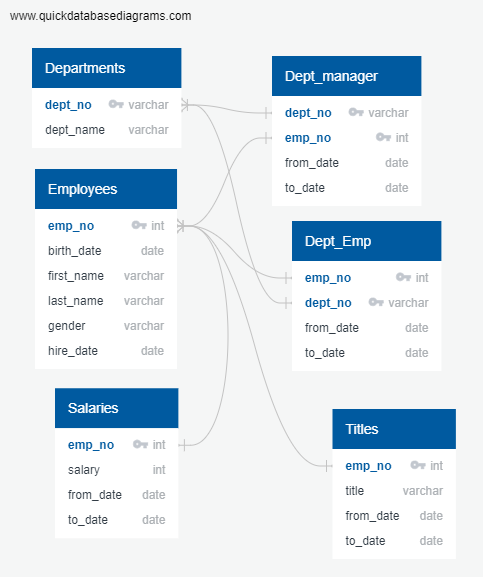 www.quickdatabasediagrams.com
Departments
dept_no varchar
dept_name varchar
Employees
emp_no int
birth_date date
first_name varchar
last_name varchar
gender varchar
hire_date date
Salaries
emp_no int
salary int
from_date date
to_date date
Dept_manager
dept_no varchar
emp_no int
from_date date
to_date date
Dept_Emp
emp_no int
dept_no varchar
from_date date
to_date date
Titles
emp_no int
title varchar
from_date date
to_date date